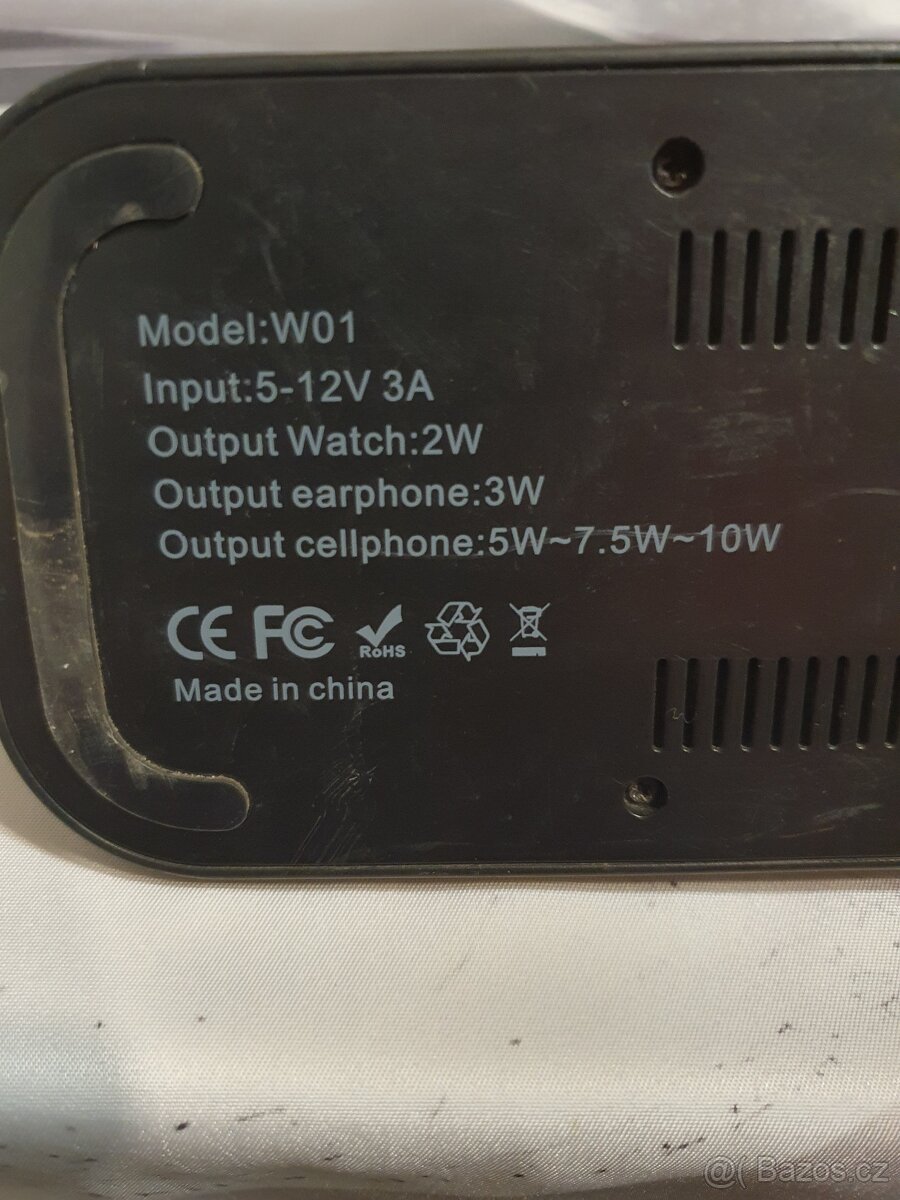 Model:W01
Input:5-12V 3A
Output Watch:2W
Output earphone:3W
Output cellphone:5W~7.5W~10W
CE FC RoHS
Made in china
@( Bazos.cz